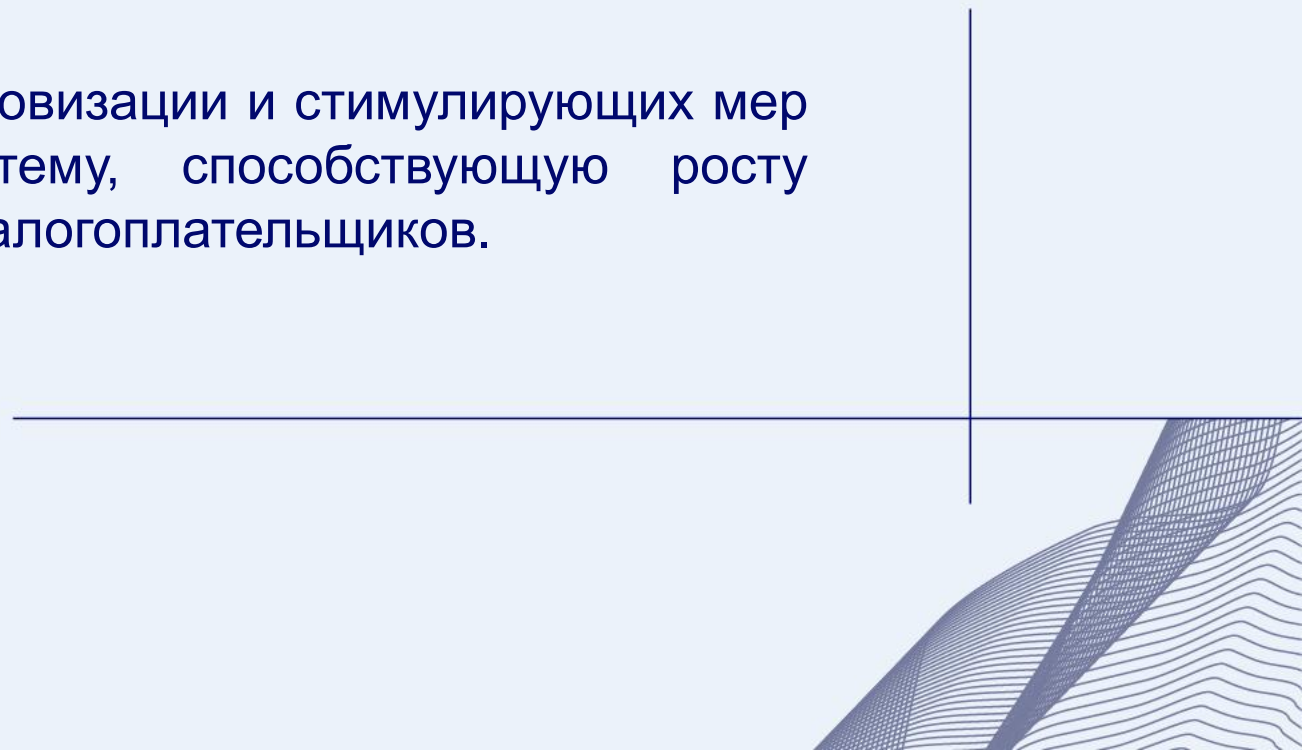 овизации и стимулирующих мер
тему, способствующую росту
алогоплательщиков.